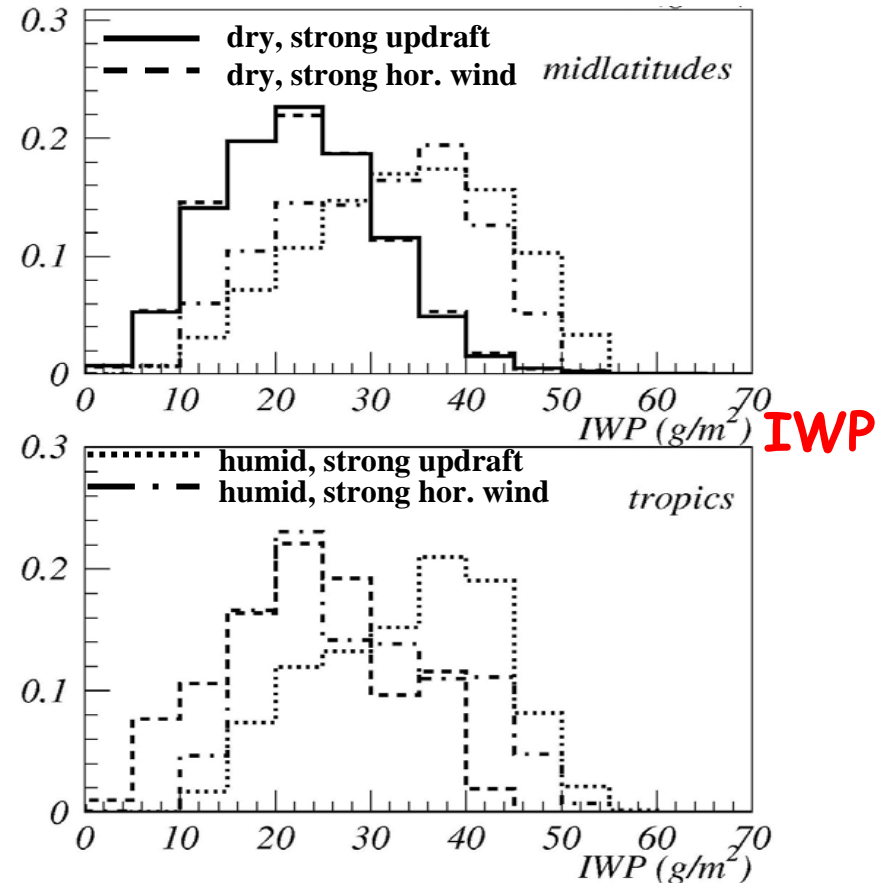 0.3
dry, strong updraft
dry, strong hor. wind
midlatitudes
0.2
0.1
0
0 10 20 30 40 50 60 70
IWP (g/m²)
IWP
0.3
humid, strong updraft
humid, strong hor. wind
tropics
0.2
0.1
0
0 10 20 30 40 50 60 70
IWP (g/m²)